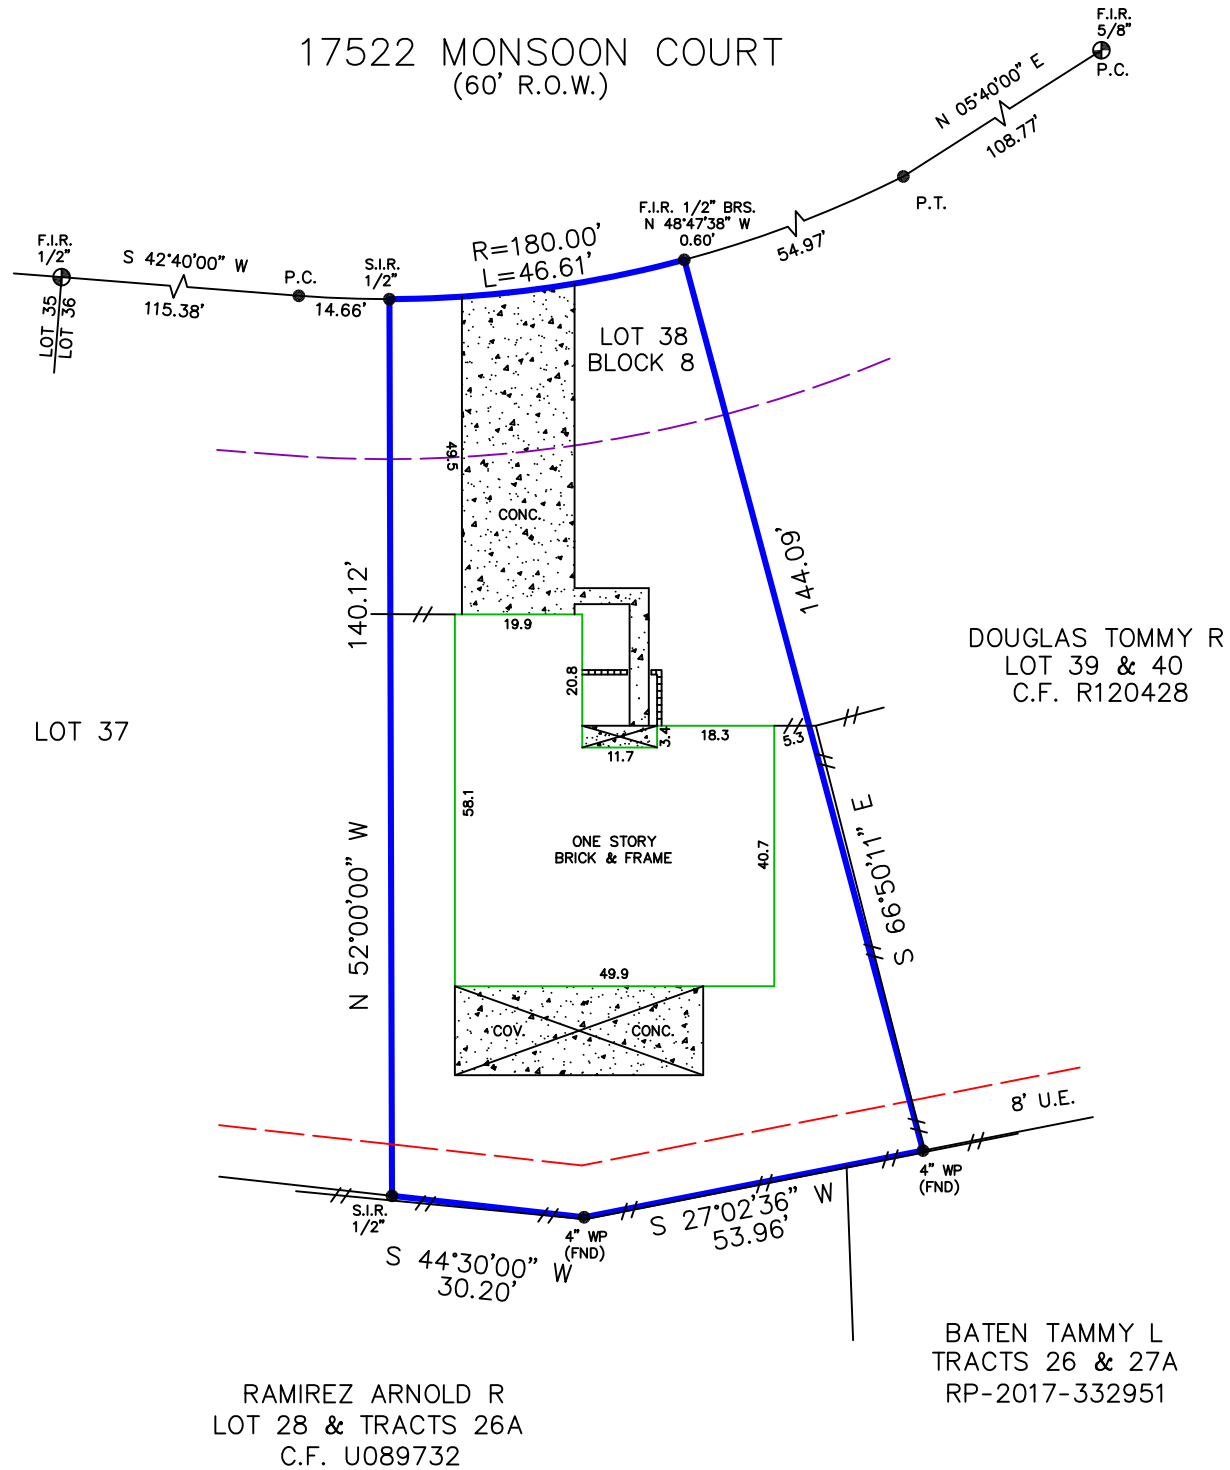 17522 MONSOON COURT
(60' R.O.W.)
F.I.R.
5/8"
P.C.
N 05°40'00" E
108.77'
P.T.
54.97'
F.I.R. 1/2" BRS.
N 48°47'38" W
0.60'
R=180.00'
L=46.61'
F.I.R.
1/2"
S 42°40'00" W
115.38'
P.C.
14.66'
S.I.R.
1/2"
LOT 35
LOT 36
LOT 38
BLOCK 8
49.5
CONC.
140.12'
144.09'
19.9
20.8
DOUGLAS TOMMY R
LOT 39 & 40
C.F. R120428
LOT 37
3.4
18.3
5.3
11.7
58.1
ONE STORY
BRICK & FRAME
40.7
N 52°00'00" W
S 66°50'11" E
49.9
COV.
CONC.
8' U.E.
4" WP
(FND)
S.I.R.
1/2"
4" WP
(FND)
S 27°02'36" W
53.96'
S 44°30'00" W
30.20'
BATEN TAMMY L
TRACTS 26 & 27A
RP-2017-332951
RAMIREZ ARNOLD R
LOT 28 & TRACTS 26A
C.F. U089732